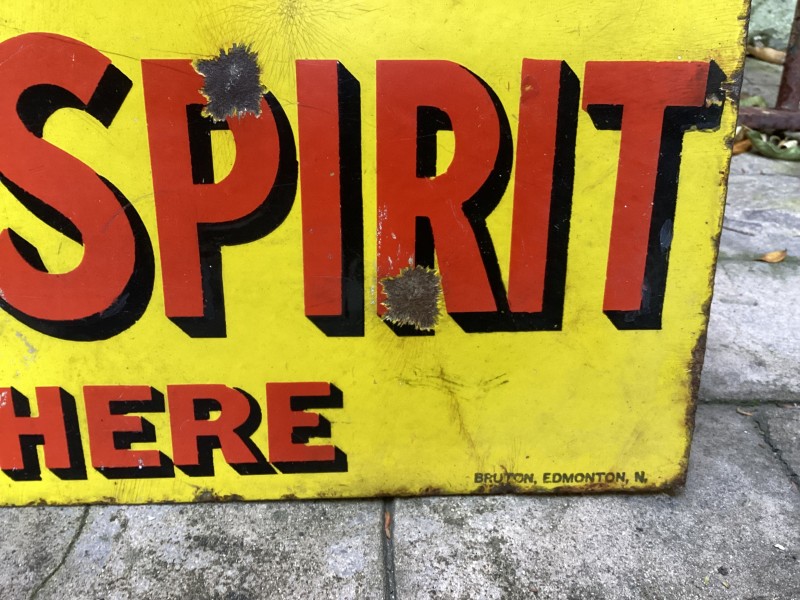 SPIRIT
HERE
BRUTON, EDMONTON, N.